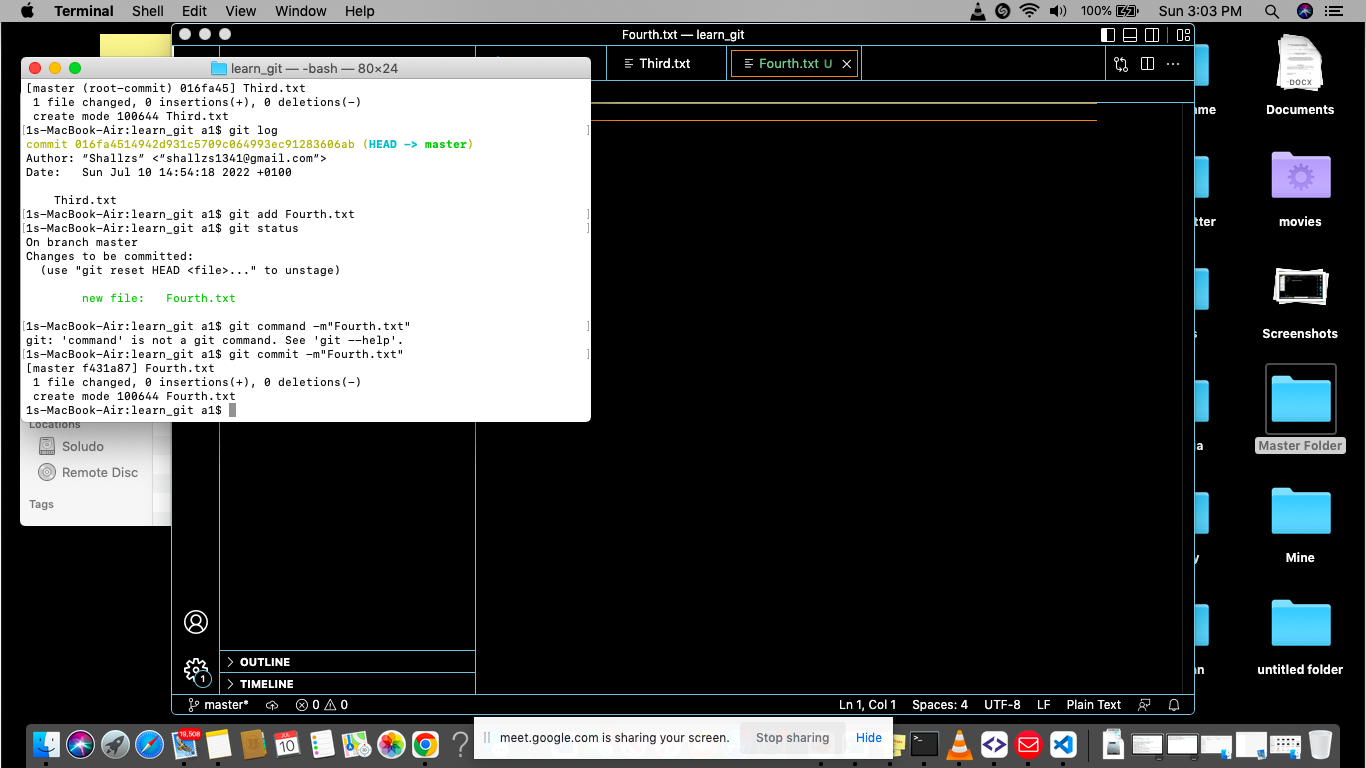 Terminal Shell Edit View Window Help 100% Sun 3:03 PM
Fourth.txt — learn_git
Third.txt Fourth.txt U
learn_git — -bash — 80×24
[master (root-commit) 016fa45] Third.txt
1 file changed, 0 insertions(+), 0 deletions(-)
create mode 100644 Third.txt
[1s-MacBook-Air:learn_git a1$ git log ]
commit 016fa4514942d931c5709c064993ec91283606ab (HEAD -> master)
Author: “Shallzs” <“shallzs1341@gmail.com”>
Date: Sun Jul 10 14:54:18 2022 +0100
Third.txt
[1s-MacBook-Air:learn_git a1$ git add Fourth.txt ]
[1s-MacBook-Air:learn_git a1$ git status ]
On branch master
Changes to be committed:
(use "git reset HEAD <file>..." to unstage)
new file: Fourth.txt
[1s-MacBook-Air:learn_git a1$ git command -m"Fourth.txt" ]
git: 'command' is not a git command. See 'git --help'.
[1s-MacBook-Air:learn_git a1$ git commit -m"Fourth.txt" ]
[master f431a87] Fourth.txt
1 file changed, 0 insertions(+), 0 deletions(-)
create mode 100644 Fourth.txt
1s-MacBook-Air:learn_git a1$
Locations
Soludo
Remote Disc
Tags
OUTLINE
TIMELINE
1
master* 0 0 Ln 1, Col 1 Spaces: 4 UTF-8 LF Plain Text
DOCX
Documents
movies
Screenshots
Master Folder
Mine
untitled folder
me
tter
s
a
y
n
meet.google.com is sharing your screen. Stop sharing Hide
19,508
JUL
10